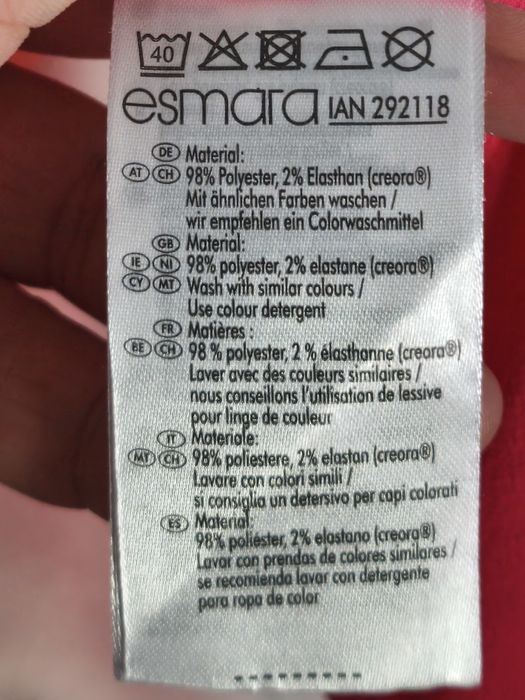 40
esmara IAN 292118
DE Material:
AT CH 98% Polyester, 2% Elasthan (creora®)
Mit ähnlichen Farben waschen /
wir empfehlen ein Colorwaschmittel
GB Material:
IE NI 98% polyester, 2% elastane (creora®)
CY MT Wash with similar colours /
Use colour detergent
FR Matières :
BE CH 98 % polyester, 2 % élasthanne (creora®)
Laver avec des couleurs similaires /
nous conseillons l'utilisation de lessive
pour linge de couleur
IT Materiale:
MT CH 98% poliestere, 2% elastan (creora®)
Lavare con colori simili /
si consiglia un detersivo per capi colorati
ES Material:
98% poliester, 2% elastano (creora®)
Lavar con prendas de colores similares /
se recomienda lavar con detergente
para ropa de color